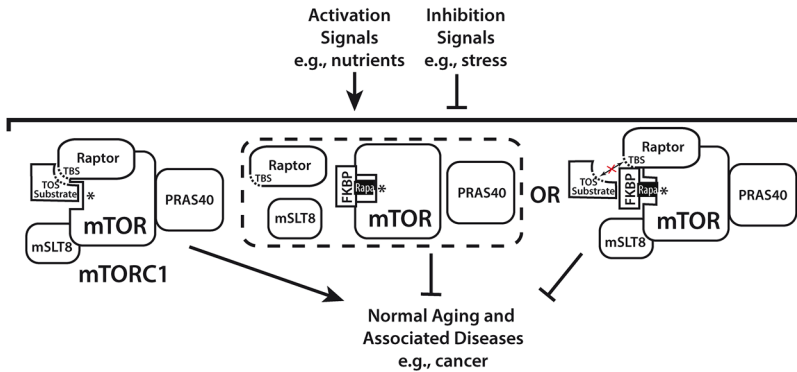 Activation
Signals
e.g., nutrients
Inhibition
Signals
e.g., stress
Raptor
TBS
TOS
Substrate
*
mTOR
PRAS40
mSLT8
mTORC1
Raptor
TBS
mSLT8
FKBP
Rapa
*
mTOR
PRAS40
OR
Raptor
TBS
TOS
Substrate
FKBP
Rapa
*
mTOR
PRAS40
mSLT8
Normal Aging and
Associated Diseases
e.g., cancer